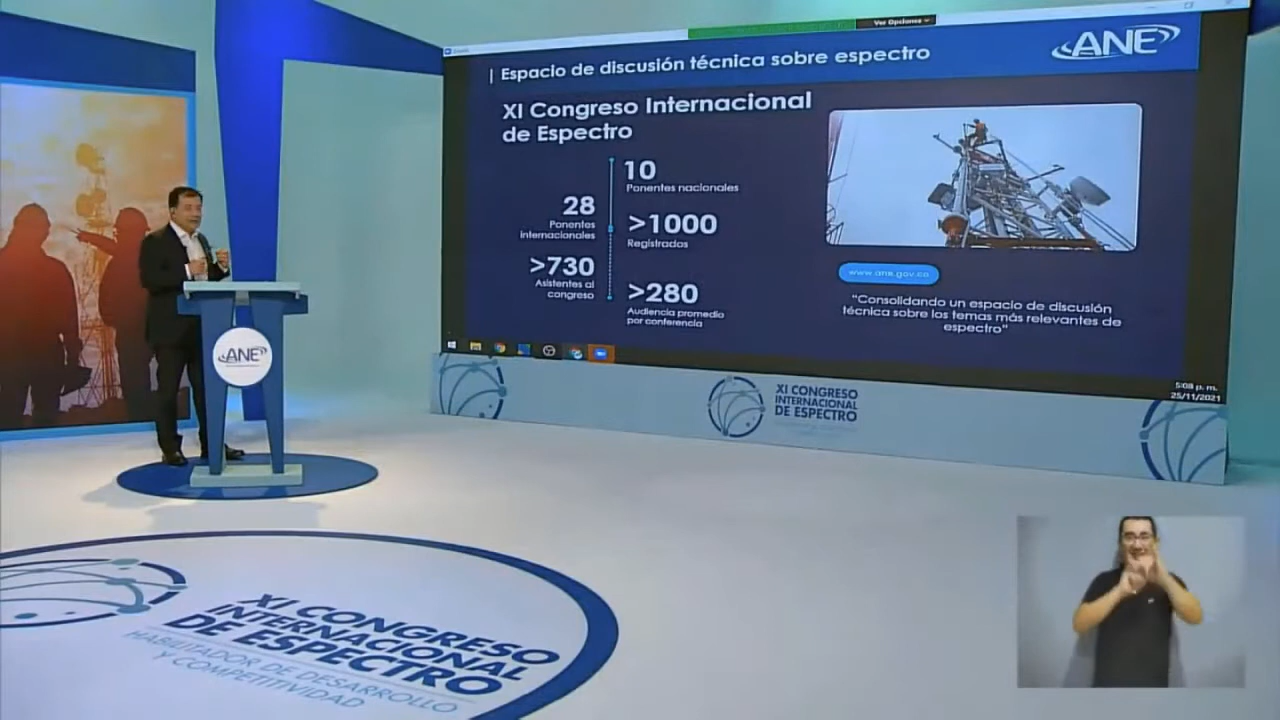 Ver Opciones
| Espacio de discusión técnica sobre espectro
ANE
XI Congreso Internacional
de Espectro
10
Ponentes nacionales
28
Ponentes
internacionales
>1000
Registrados
>730
Asistentes al
congreso
>280
Audiencia promedio
por conferencia
www.ane.gov.co
"Consolidando un espacio de discusión
técnica sobre los temas más relevantes de
espectro"
5:08 p. m.
25/11/2021
ANE
XI CONGRESO
INTERNACIONAL
DE ESPECTRO
XI CONGRESO
INTERNACIONAL
DE ESPECTRO
HABILITADOR DE DESARROLLO
Y COMPETITIVIDAD